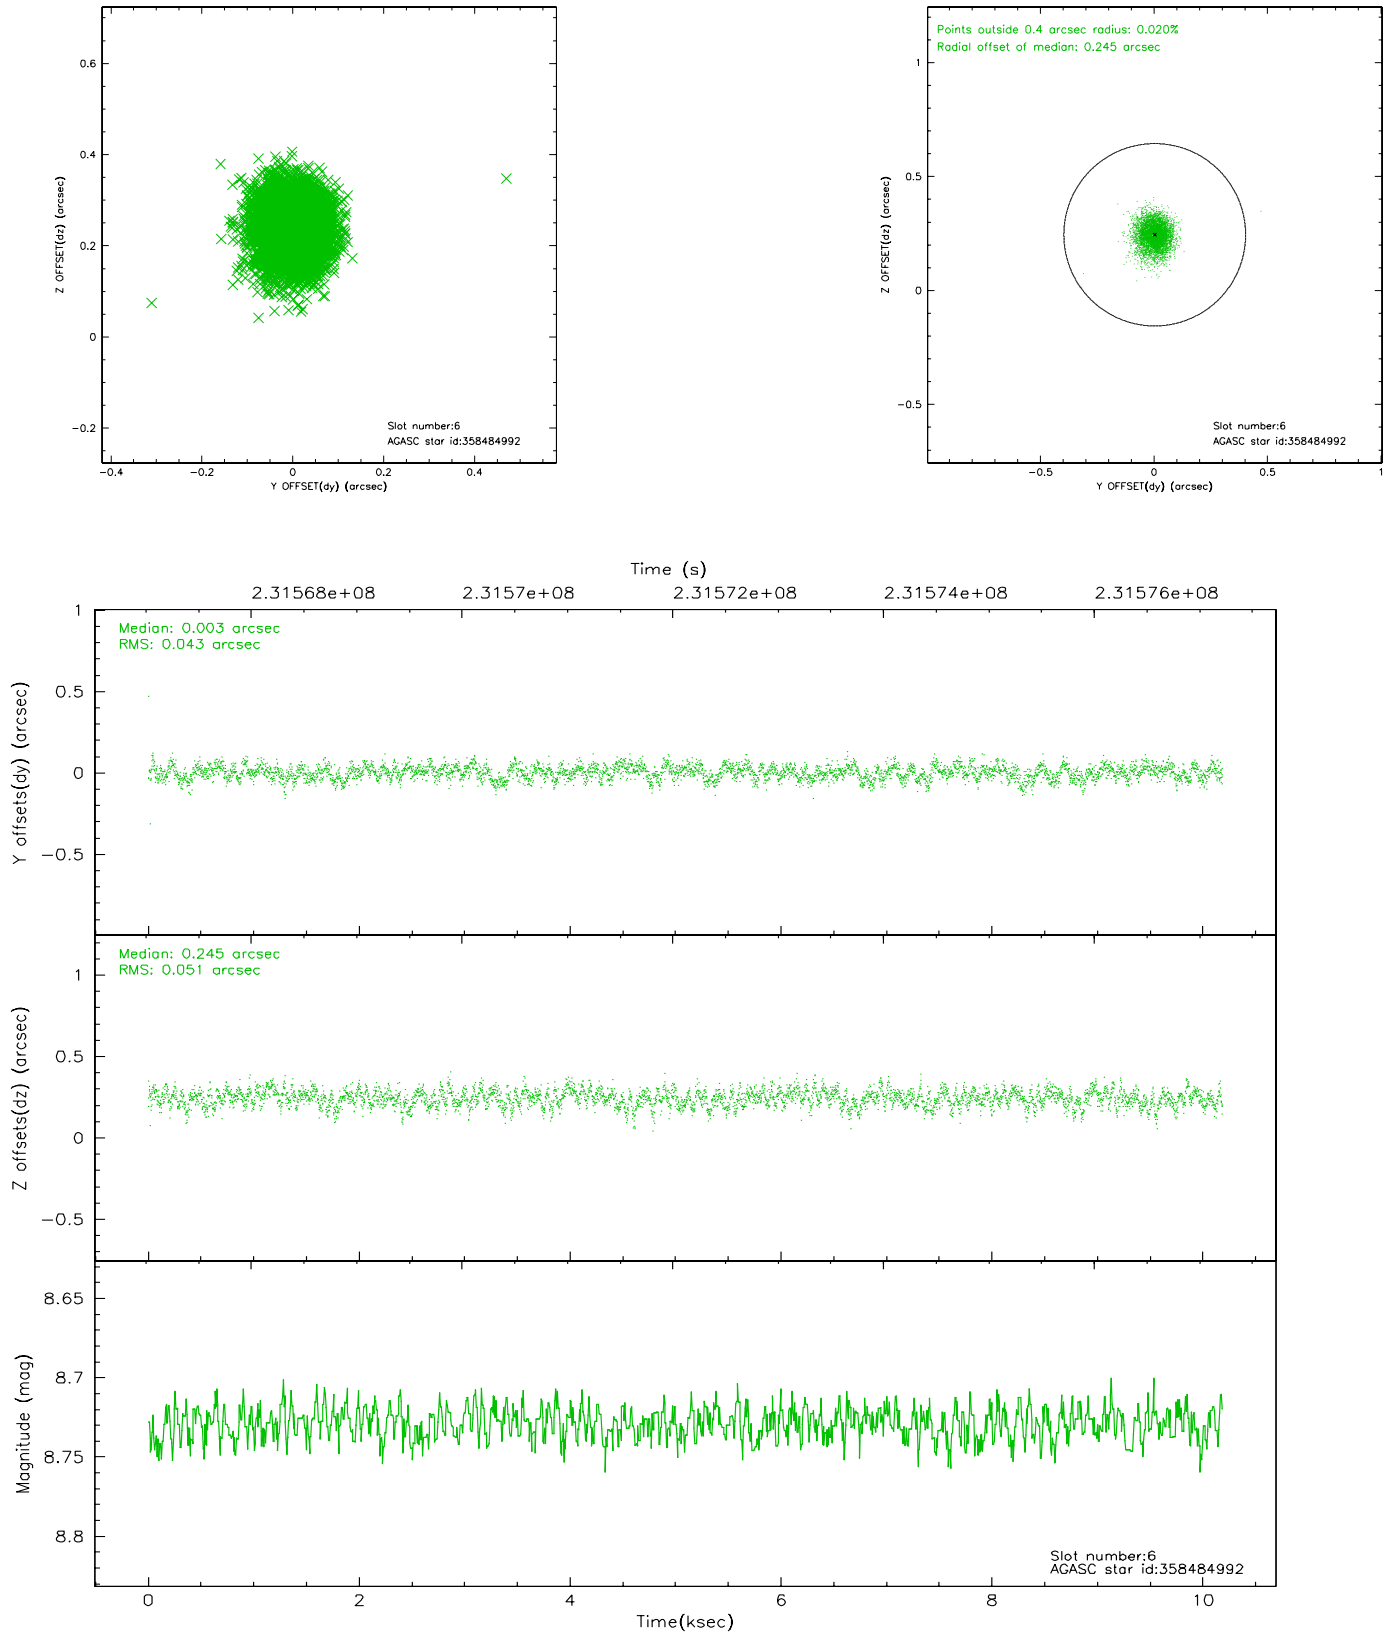 0.6
0.4
0.2
0
−0.2
Z OFFSET(dz) (arcsec)
Slot number:6
AGASC star id:358484992
−0.4 −0.2 0 0.2 0.4
Y OFFSET(dy) (arcsec)
Points outside 0.4 arcsec radius: 0.020%
Radial offset of median: 0.245 arcsec
1
0.5
0
−0.5
Z OFFSET(dz) (arcsec)
Slot number:6
AGASC star id:358484992
−0.5 0 0.5 1
Y OFFSET(dy) (arcsec)
Time (s)
2.31568e+08 2.3157e+08 2.31572e+08 2.31574e+08 2.31576e+08
Median: 0.003 arcsec
RMS: 0.043 arcsec
1
0.5
0
−0.5
Y offsets(dy) (arcsec)
Median: 0.245 arcsec
RMS: 0.051 arcsec
1
0.5
0
−0.5
Z offsets(dz) (arcsec)
8.65
8.7
8.75
8.8
Magnitude (mag)
Slot number:6
AGASC star id:358484992
0 2 4 6 8 10
Time(ksec)